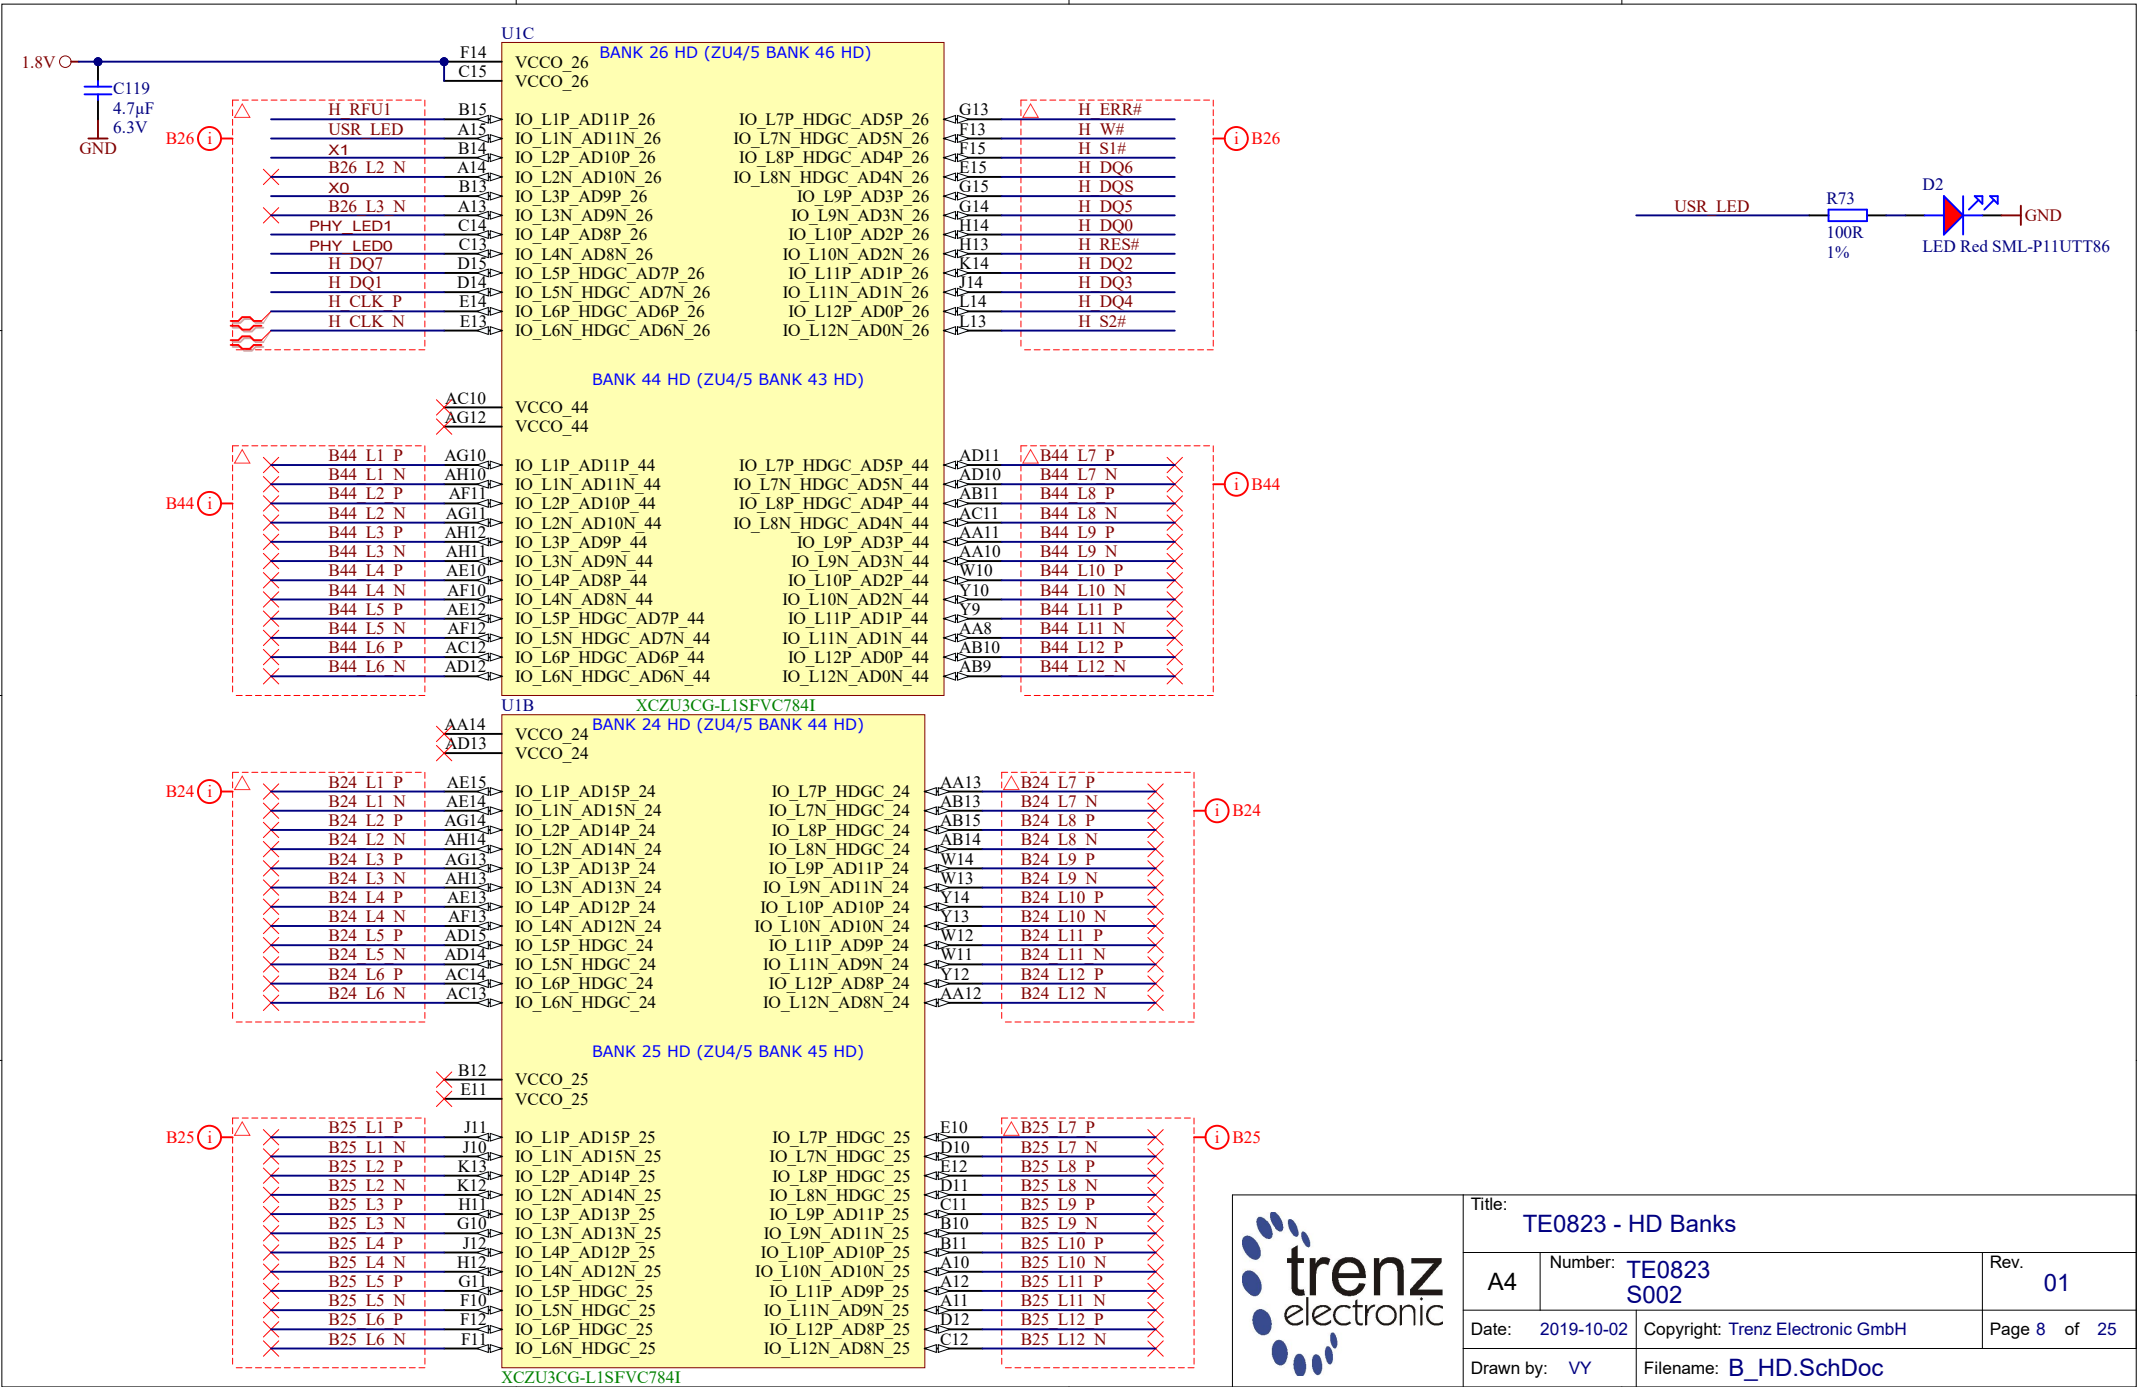 U1C
BANK 26 HD (ZU4/5 BANK 46 HD)
1.8V
F14 VCCO_26
C15 VCCO_26
C119
4.7µF
6.3V
GND
B26
H_RFU1 B15 IO_L1P_AD11P_26 IO_L7P_HDGC_AD5P_26 G13 H_ERR#
USR_LED A15 IO_L1N_AD11N_26 IO_L7N_HDGC_AD5N_26 F13 H_W#
X1 B14 IO_L2P_AD10P_26 IO_L8P_HDGC_AD4P_26 F15 H_S1#
B26_L2_N A14 IO_L2N_AD10N_26 IO_L8N_HDGC_AD4N_26 E15 H_DQ6
X0 B13 IO_L3P_AD9P_26 IO_L9P_AD3P_26 G15 H_DQS
B26_L3_N A13 IO_L3N_AD9N_26 IO_L9N_AD3N_26 G14 H_DQ5
PHY_LED1 C14 IO_L4P_AD8P_26 IO_L10P_AD2P_26 H14 H_DQ0
PHY_LED0 C13 IO_L4N_AD8N_26 IO_L10N_AD2N_26 H13 H_RES#
H_DQ7 D15 IO_L5P_HDGC_AD7P_26 IO_L11P_AD1P_26 K14 H_DQ2
H_DQ1 D14 IO_L5N_HDGC_AD7N_26 IO_L11N_AD1N_26 J14 H_DQ3
H_CLK_P E14 IO_L6P_HDGC_AD6P_26 IO_L12P_AD0P_26 L14 H_DQ4
H_CLK_N E13 IO_L6N_HDGC_AD6N_26 IO_L12N_AD0N_26 L13 H_S2#
B26
USR_LED
R73
100R
1%
D2
GND
LED Red SML-P11UTT86
BANK 44 HD (ZU4/5 BANK 43 HD)
AC10 VCCO_44
AG12 VCCO_44
B44
B44_L1_P AG10 IO_L1P_AD11P_44 IO_L7P_HDGC_AD5P_44 AD11 B44_L7_P
B44_L1_N AH10 IO_L1N_AD11N_44 IO_L7N_HDGC_AD5N_44 AD10 B44_L7_N
B44_L2_P AF11 IO_L2P_AD10P_44 IO_L8P_HDGC_AD4P_44 AB11 B44_L8_P
B44_L2_N AG11 IO_L2N_AD10N_44 IO_L8N_HDGC_AD4N_44 AC11 B44_L8_N
B44_L3_P AH12 IO_L3P_AD9P_44 IO_L9P_AD3P_44 AA11 B44_L9_P
B44_L3_N AH11 IO_L3N_AD9N_44 IO_L9N_AD3N_44 AA10 B44_L9_N
B44_L4_P AE10 IO_L4P_AD8P_44 IO_L10P_AD2P_44 W10 B44_L10_P
B44_L4_N AF10 IO_L4N_AD8N_44 IO_L10N_AD2N_44 Y10 B44_L10_N
B44_L5_P AE12 IO_L5P_HDGC_AD7P_44 IO_L11P_AD1P_44 Y9 B44_L11_P
B44_L5_N AF12 IO_L5N_HDGC_AD7N_44 IO_L11N_AD1N_44 AA8 B44_L11_N
B44_L6_P AC12 IO_L6P_HDGC_AD6P_44 IO_L12P_AD0P_44 AB10 B44_L12_P
B44_L6_N AD12 IO_L6N_HDGC_AD6N_44 IO_L12N_AD0N_44 AB9 B44_L12_N
B44
XCZU3CG-L1SFVC784I
U1B
BANK 24 HD (ZU4/5 BANK 44 HD)
AA14 VCCO_24
AD13 VCCO_24
B24
B24_L1_P AE15 IO_L1P_AD15P_24 IO_L7P_HDGC_24 AA13 B24_L7_P
B24_L1_N AE14 IO_L1N_AD15N_24 IO_L7N_HDGC_24 AB13 B24_L7_N
B24_L2_P AG14 IO_L2P_AD14P_24 IO_L8P_HDGC_24 AB15 B24_L8_P
B24_L2_N AH14 IO_L2N_AD14N_24 IO_L8N_HDGC_24 AB14 B24_L8_N
B24_L3_P AG13 IO_L3P_AD13P_24 IO_L9P_AD11P_24 W14 B24_L9_P
B24_L3_N AH13 IO_L3N_AD13N_24 IO_L9N_AD11N_24 W13 B24_L9_N
B24_L4_P AE13 IO_L4P_AD12P_24 IO_L10P_AD10P_24 Y14 B24_L10_P
B24_L4_N AF13 IO_L4N_AD12N_24 IO_L10N_AD10N_24 Y13 B24_L10_N
B24_L5_P AD15 IO_L5P_HDGC_24 IO_L11P_AD9P_24 W12 B24_L11_P
B24_L5_N AD14 IO_L5N_HDGC_24 IO_L11N_AD9N_24 W11 B24_L11_N
B24_L6_P AC14 IO_L6P_HDGC_24 IO_L12P_AD8P_24 Y12 B24_L12_P
B24_L6_N AC13 IO_L6N_HDGC_24 IO_L12N_AD8N_24 AA12 B24_L12_N
B24
BANK 25 HD (ZU4/5 BANK 45 HD)
B12 VCCO_25
E11 VCCO_25
B25
B25_L1_P J11 IO_L1P_AD15P_25 IO_L7P_HDGC_25 E10 B25_L7_P
B25_L1_N J10 IO_L1N_AD15N_25 IO_L7N_HDGC_25 D10 B25_L7_N
B25_L2_P K13 IO_L2P_AD14P_25 IO_L8P_HDGC_25 E12 B25_L8_P
B25_L2_N K12 IO_L2N_AD14N_25 IO_L8N_HDGC_25 D11 B25_L8_N
B25_L3_P H11 IO_L3P_AD13P_25 IO_L9P_AD11P_25 C11 B25_L9_P
B25_L3_N G10 IO_L3N_AD13N_25 IO_L9N_AD11N_25 B10 B25_L9_N
B25_L4_P J12 IO_L4P_AD12P_25 IO_L10P_AD10P_25 B11 B25_L10_P
B25_L4_N H12 IO_L4N_AD12N_25 IO_L10N_AD10N_25 A10 B25_L10_N
B25_L5_P G11 IO_L5P_HDGC_25 IO_L11P_AD9P_25 A12 B25_L11_P
B25_L5_N F10 IO_L5N_HDGC_25 IO_L11N_AD9N_25 A11 B25_L11_N
B25_L6_P F12 IO_L6P_HDGC_25 IO_L12P_AD8P_25 D12 B25_L12_P
B25_L6_N F11 IO_L6N_HDGC_25 IO_L12N_AD8N_25 C12 B25_L12_N
B25
XCZU3CG-L1SFVC784I
trenz
electronic
Title:
TE0823 - HD Banks
A4
Number: TE0823
S002
Rev.
01
Date: 2019-10-02
Copyright: Trenz Electronic GmbH
Page 8 of 25
Drawn by: VY
Filename: B_HD.SchDoc